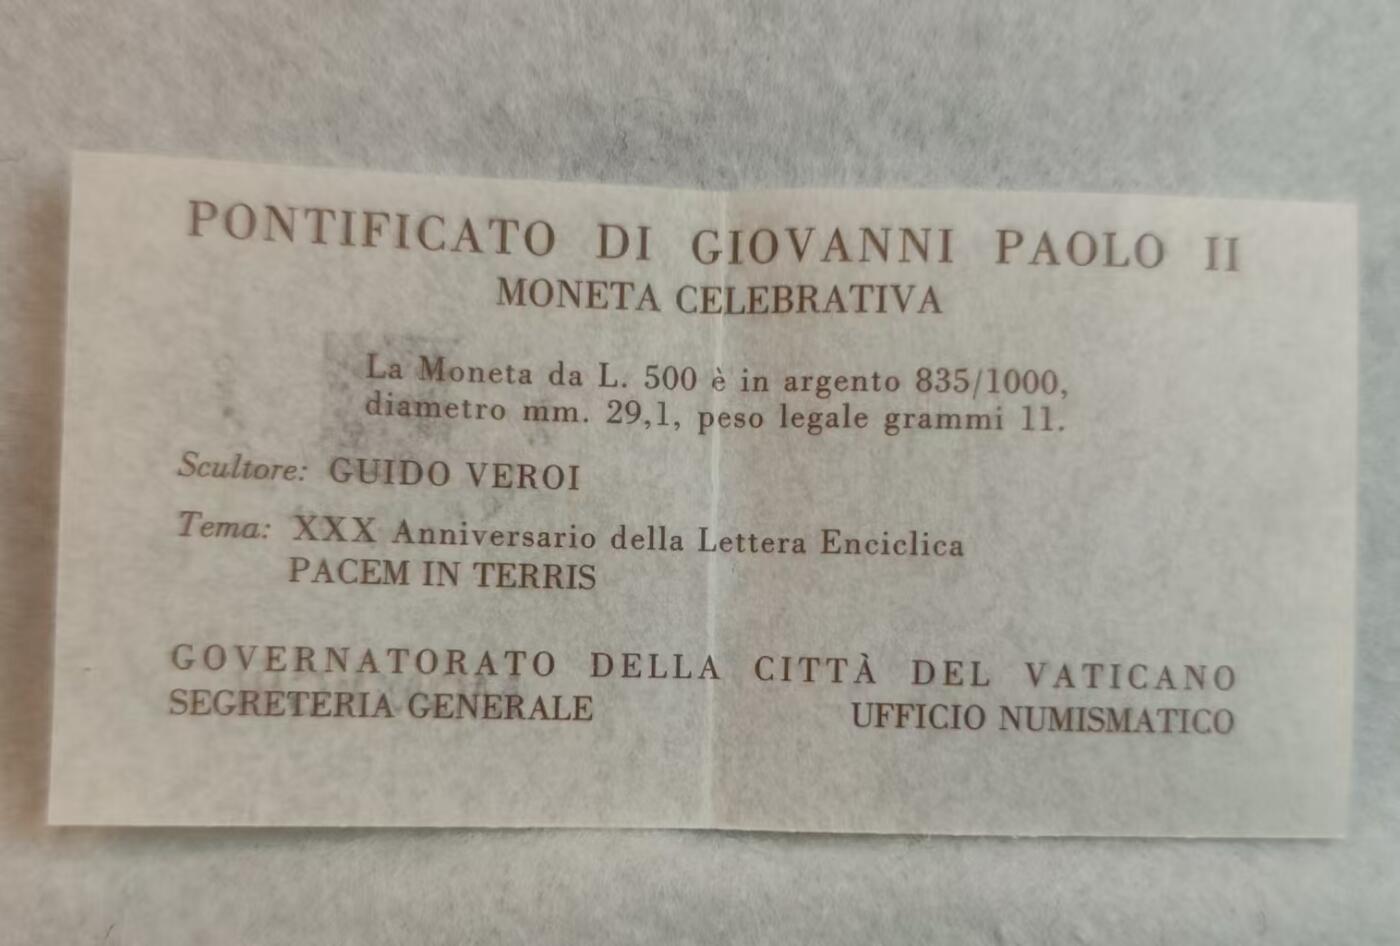 PONTIFICATO DI GIOVANNI PAOLO II
MONETA CELEBRATIVA
La Moneta da L. 500 è in argento 835/1000,
diametro mm. 29,1, peso legale grammi 11.
Scultore: GUIDO VEROI
Tema: XXX Anniversario della Lettera Enciclica
PACEM IN TERRIS
GOVERNATORATO DELLA CITTÀ DEL VATICANO
SEGRETERIA GENERALE UFFICIO NUMISMATICO